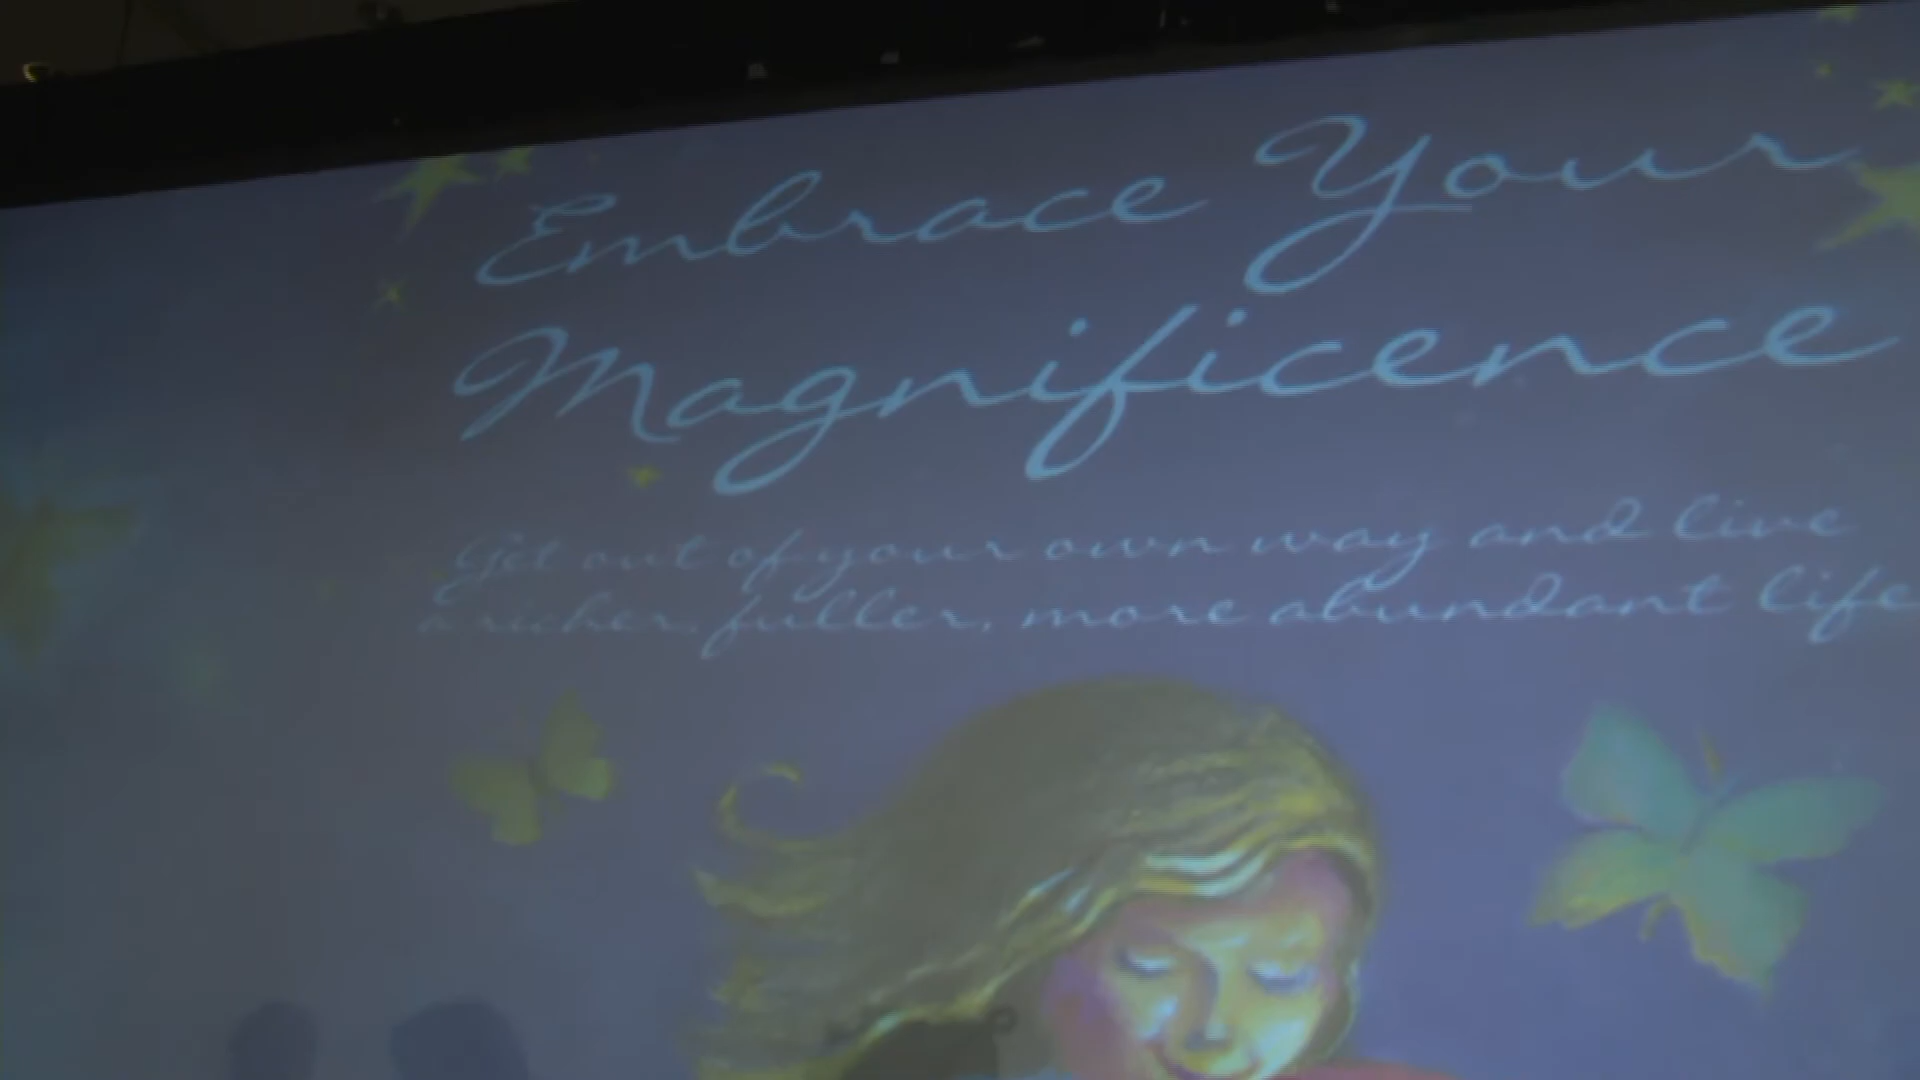 Embrace Your
Magnificence
Get out of your own way and live
a richer, fuller, more abundant life